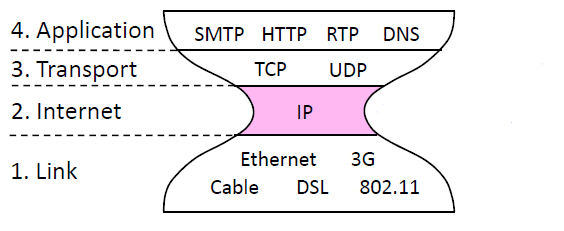 4. Application SMTP HTTP RTP DNS
3. Transport TCP UDP
2. Internet IP
1. Link
Ethernet 3G
Cable DSL 802.11